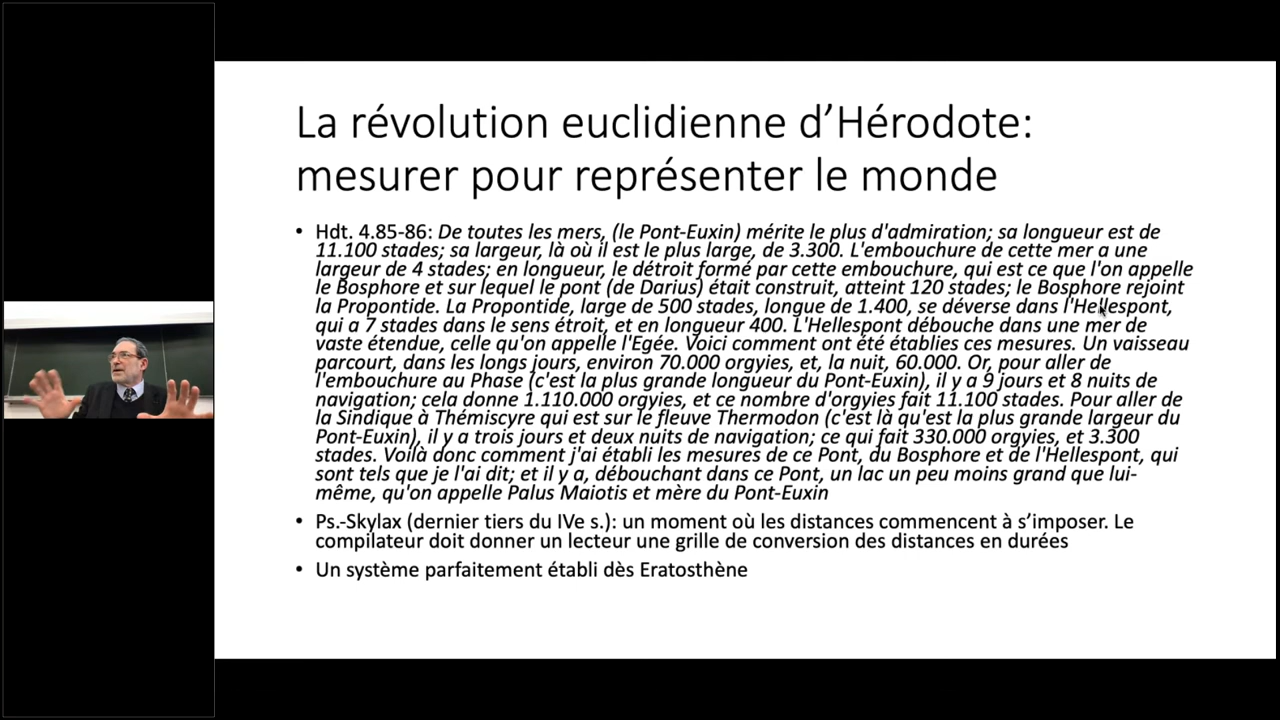 La révolution euclidienne d’Hérodote:
mesurer pour représenter le monde
• Hdt. 4.85-86: De toutes les mers, (le Pont-Euxin) mérite le plus d'admiration; sa longueur est de
11.100 stades; sa largeur, là où il est le plus large, de 3.300. L'embouchure de cette mer a une
largeur de 4 stades; en longueur, le détroit formé par cette embouchure, qui est ce que l'on appelle
le Bosphore et sur lequel le pont (de Darius) était construit, atteint 120 stades; le Bosphore rejoint
la Propontide. La Propontide, large de 500 stades, longue de 1.400, se déverse dans l'Hellespont,
qui a 7 stades dans le sens étroit, et en longueur 400. L'Hellespont débouche dans une mer de
vaste étendue, celle qu'on appelle l'Egée. Voici comment ont été établies ces mesures. Un vaisseau
parcourt, dans les longs jours, environ 70.000 orgyies, et, la nuit, 60.000. Or, pour aller de
l'embouchure au Phase (c'est la plus grande longueur du Pont-Euxin), il y a 9 jours et 8 nuits de
navigation; cela donne 1.110.000 orgyies, et ce nombre d'orgyies fait 11.100 stades. Pour aller de
la Sindique à Thémiscyre qui est sur le fleuve Thermodon (c'est là qu'est la plus grande largeur du
Pont-Euxin), il y a trois jours et deux nuits de navigation; ce qui fait 330.000 orgyies, et 3.300
stades. Voilà donc comment j'ai établi les mesures de ce Pont, du Bosphore et de l'Hellespont, qui
sont tels que je l'ai dit; et il y a, débouchant dans ce Pont, un lac un peu moins grand que lui-
même, qu'on appelle Palus Maiotis et mère du Pont-Euxin
• Ps.-Skylax (dernier tiers du IVe s.): un moment où les distances commencent à s’imposer. Le
compilateur doit donner un lecteur une grille de conversion des distances en durées
• Un système parfaitement établi dès Eratosthène